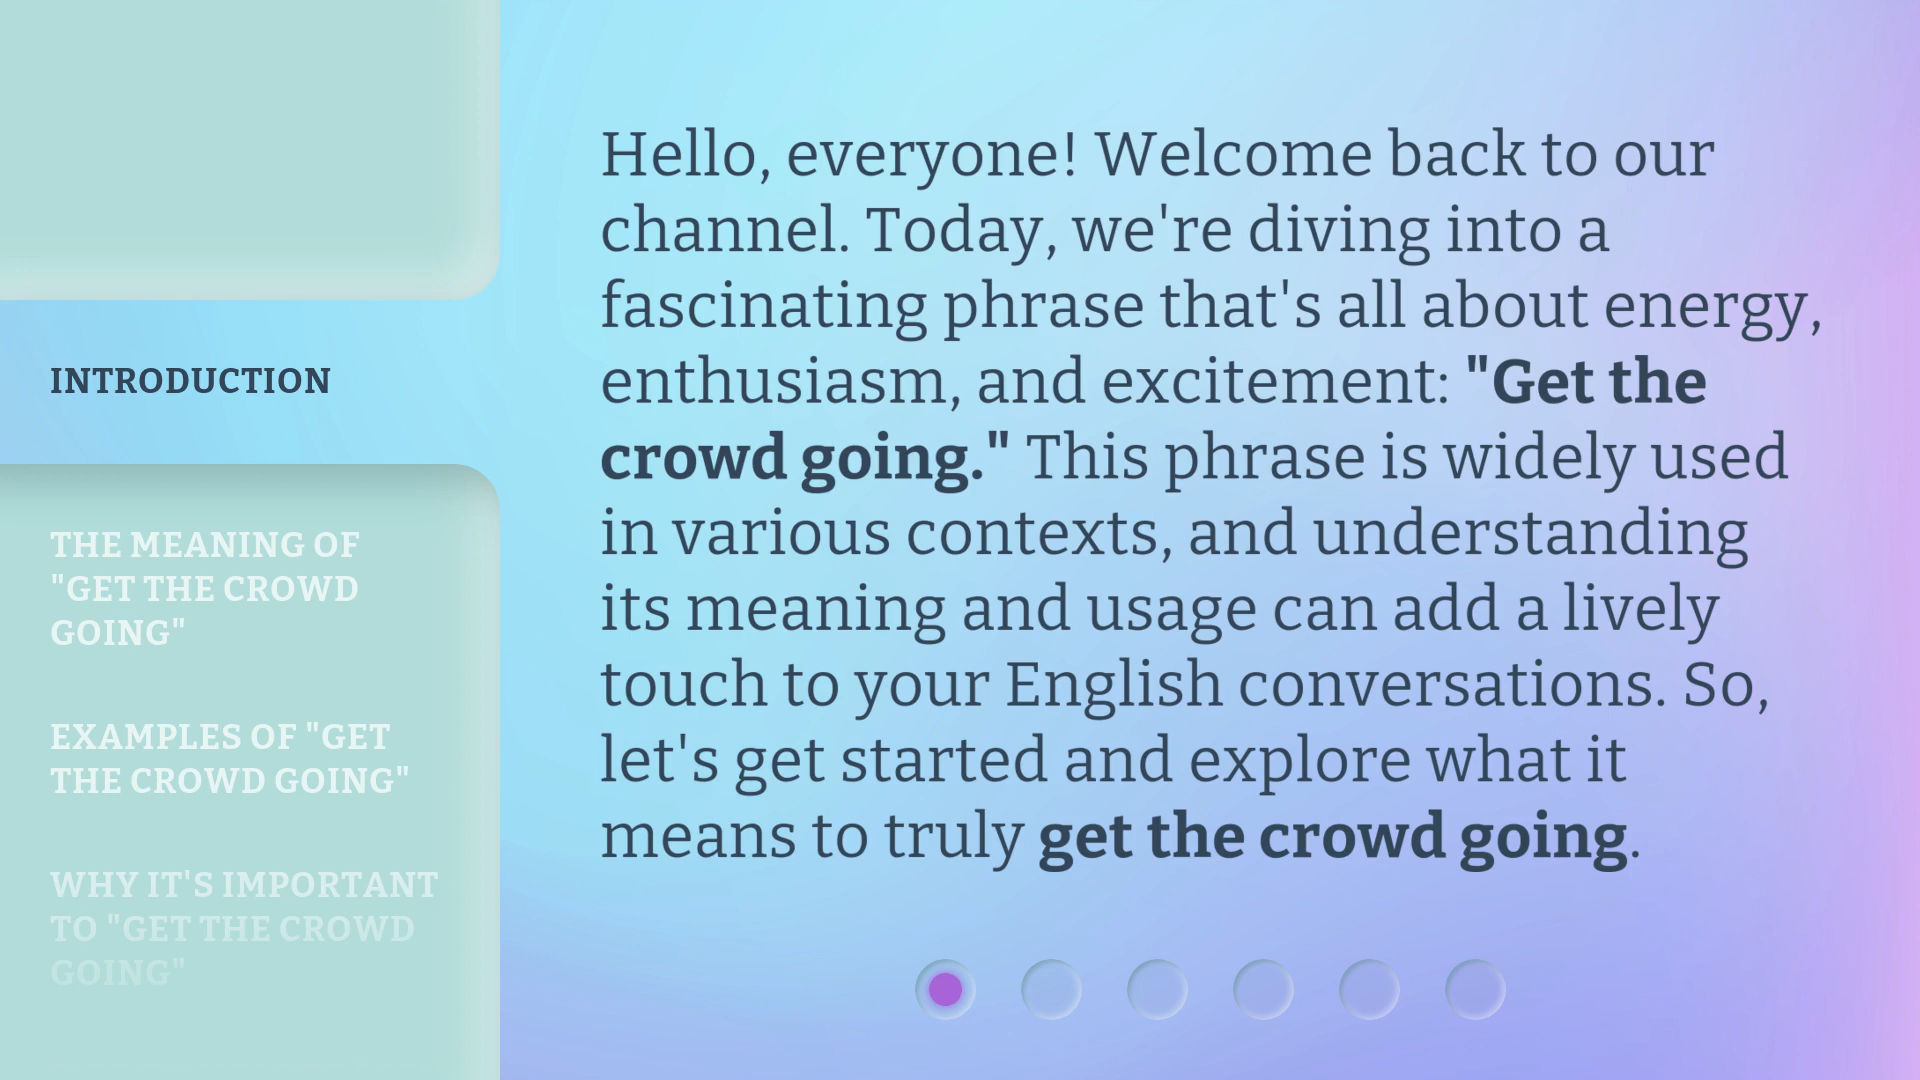 INTRODUCTION
THE MEANING OF
"GET THE CROWD
GOING"
EXAMPLES OF "GET
THE CROWD GOING"
WHY IT'S IMPORTANT
TO "GET THE CROWD
GOING"
Hello, everyone! Welcome back to our
channel. Today, we're diving into a
fascinating phrase that's all about energy,
enthusiasm, and excitement: "Get the
crowd going." This phrase is widely used
in various contexts, and understanding
its meaning and usage can add a lively
touch to your English conversations. So,
let's get started and explore what it
means to truly get the crowd going.